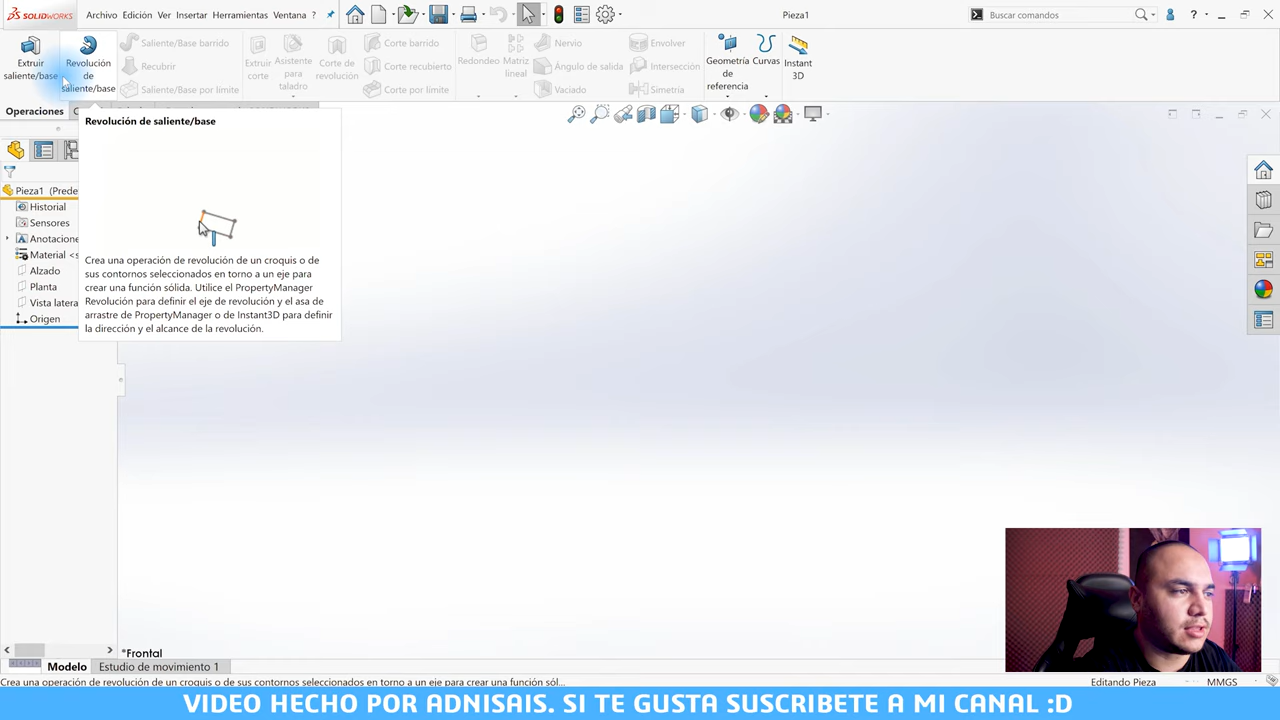 SOLIDWORKS
Archivo Edición Ver Insertar Herramientas Ventana ?
Pieza1
Buscar comandos
?
Extruir saliente/base
Revolución de saliente/base
Saliente/Base barrido
Recubrir
Saliente/Base por límite
Extruir corte
Asistente para taladro
Corte de revolución
Corte barrido
Corte recubierto
Corte por límite
Redondeo
Matriz lineal
Nervio
Ángulo de salida
Vaciado
Envolver
Intersección
Simetría
Geometría de referencia
Curvas
Instant 3D
Operaciones
Revolución de saliente/base
Crea una operación de revolución de un croquis o de
sus contornos seleccionados en torno a un eje para
crear una función sólida. Utilice el PropertyManager
Revolución para definir el eje de revolución y el asa de
arrastre de PropertyManager o de Instant3D para definir
la dirección y el alcance de la revolución.
Pieza1 (Prede
Historial
Sensores
Anotacione
Material <s
Alzado
Planta
Vista latera
Origen
*Frontal
Modelo Estudio de movimiento 1
Crea una operación de revolución de un croquis o de sus contornos seleccionados en torno a un eje para crear una función sól...
Editando Pieza
MMGS
VIDEO HECHO POR ADNISAIS. SI TE GUSTA SUSCRIBETE A MI CANAL :D